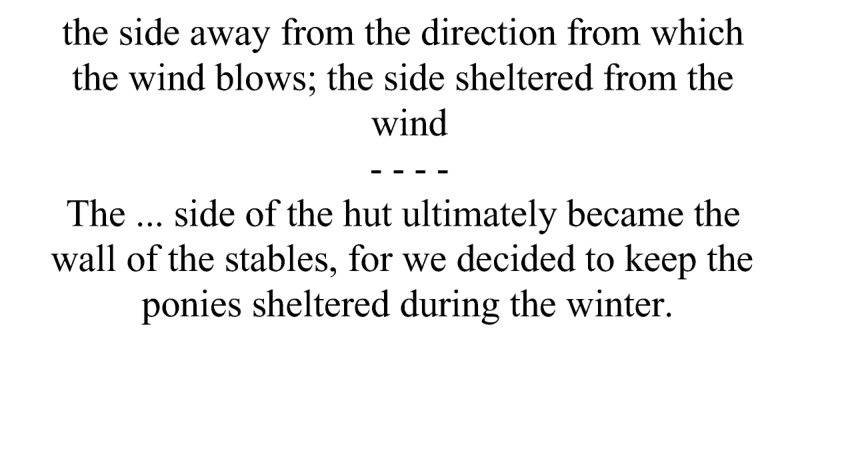 the side away from the direction from which
the wind blows; the side sheltered from the
wind
- - - -
The ... side of the hut ultimately became the
wall of the stables, for we decided to keep the
ponies sheltered during the winter.